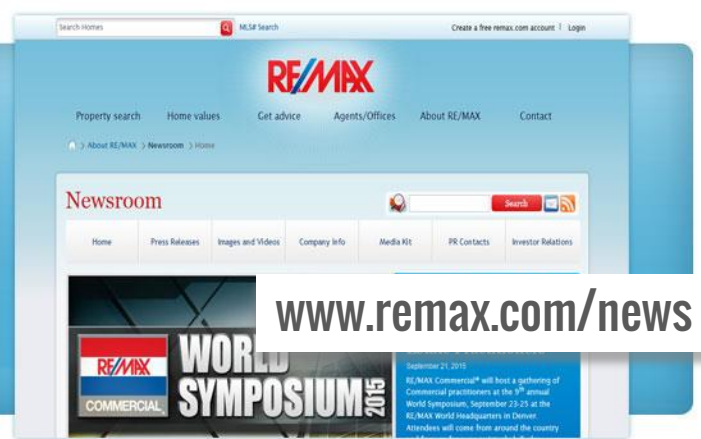 Search Homes MLS# Search Create a free remax.com account | Login
RE/MAX
Property search Home values Get advice Agents/Offices About RE/MAX Contact
> About RE/MAX > Newsroom > Home
Newsroom
Search
Home Press Releases Images and Videos Company Info Media Kit PR Contacts Investor Relations
www.remax.com/news
RE/MAX
COMMERCIAL
WORLD
SYMPOSIUM 2015
September 21, 2015
RE/MAX Commercial® will host a gathering of
Commercial practitioners at the 5th annual
World Symposium, September 23-25 at the
RE/MAX World Headquarters in Denver.
Attendees will come from around the country